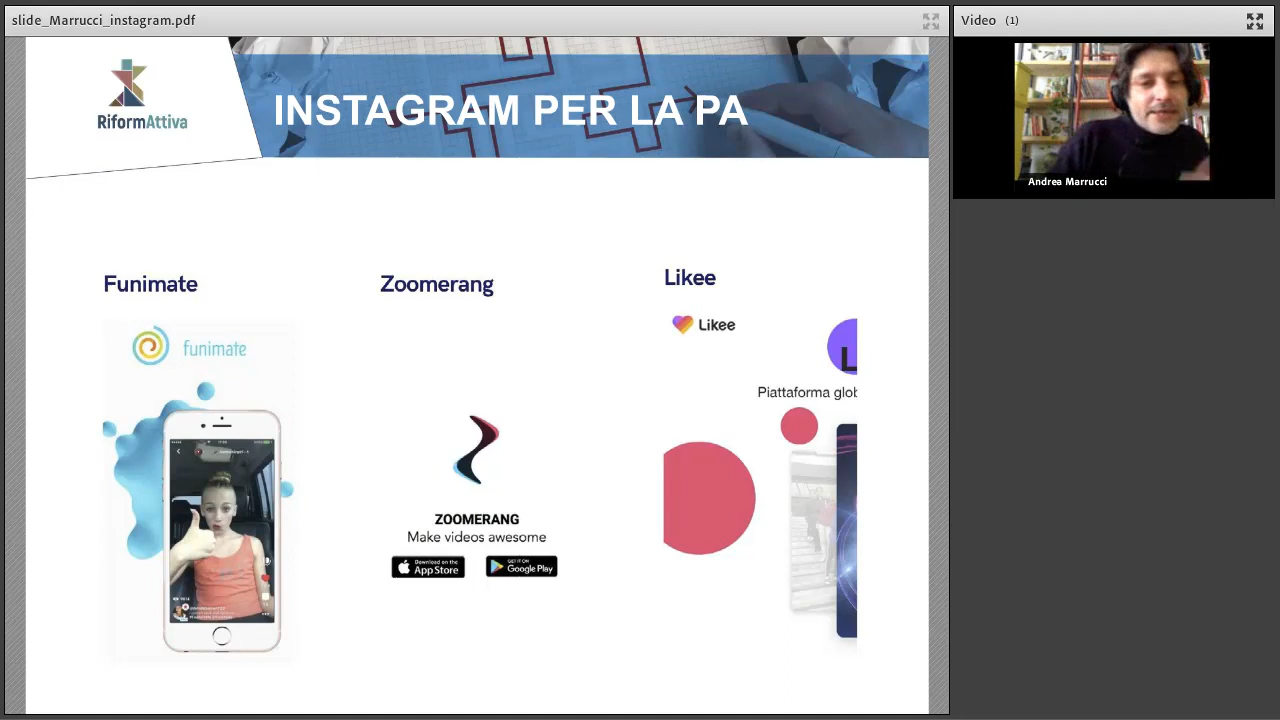 slide_Marrucci_instagram.pdf
Video (1)
RiformAttiva
INSTAGRAM PER LA PA
Andrea Marrucci
Funimate
Zoomerang
Likee
funimate
Likee
L
Piattaforma glob
ZOOMERANG
Make videos awesome
Download on the
App Store
GET IT ON
Google Play